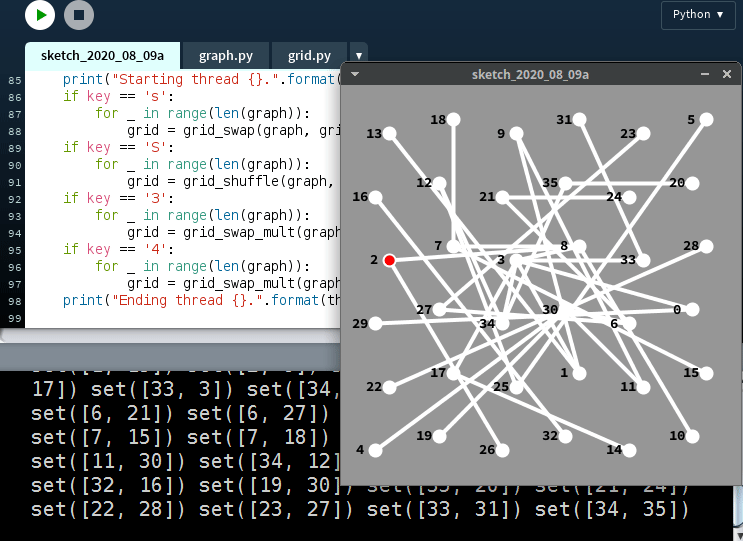 Python ▼
sketch_2020_08_09a graph.py grid.py ▼
sketch_2020_08_09a
85 print("Starting thread {}.".format(
86 if key == 's':
87 for _ in range(len(graph)):
88 grid = grid_swap(graph, gri
89 if key == 'S':
90 for _ in range(len(graph)):
91 grid = grid_shuffle(graph,
92 if key == '3':
93 for _ in range(len(graph)):
94 grid = grid_swap_mult(graph
95 if key == '4':
96 for _ in range(len(graph)):
97 grid = grid_swap_mult(graph
98 print("Ending thread {}.".format(th
99
13 18 9 31 23 5
16 12 21 35 24 20
2 7 3 8 33 28
29 27 34 30 6 0
22 17 25 1 11 15
4 19 26 32 14 10
17]) set([33, 3]) set([34,
set([6, 21]) set([6, 27])
set([7, 15]) set([7, 18])
set([11, 30]) set([34, 12]
set([32, 16]) set([19, 30]) set([35, 20]) set([21, 24])
set([22, 28]) set([23, 27]) set([33, 31]) set([34, 35])